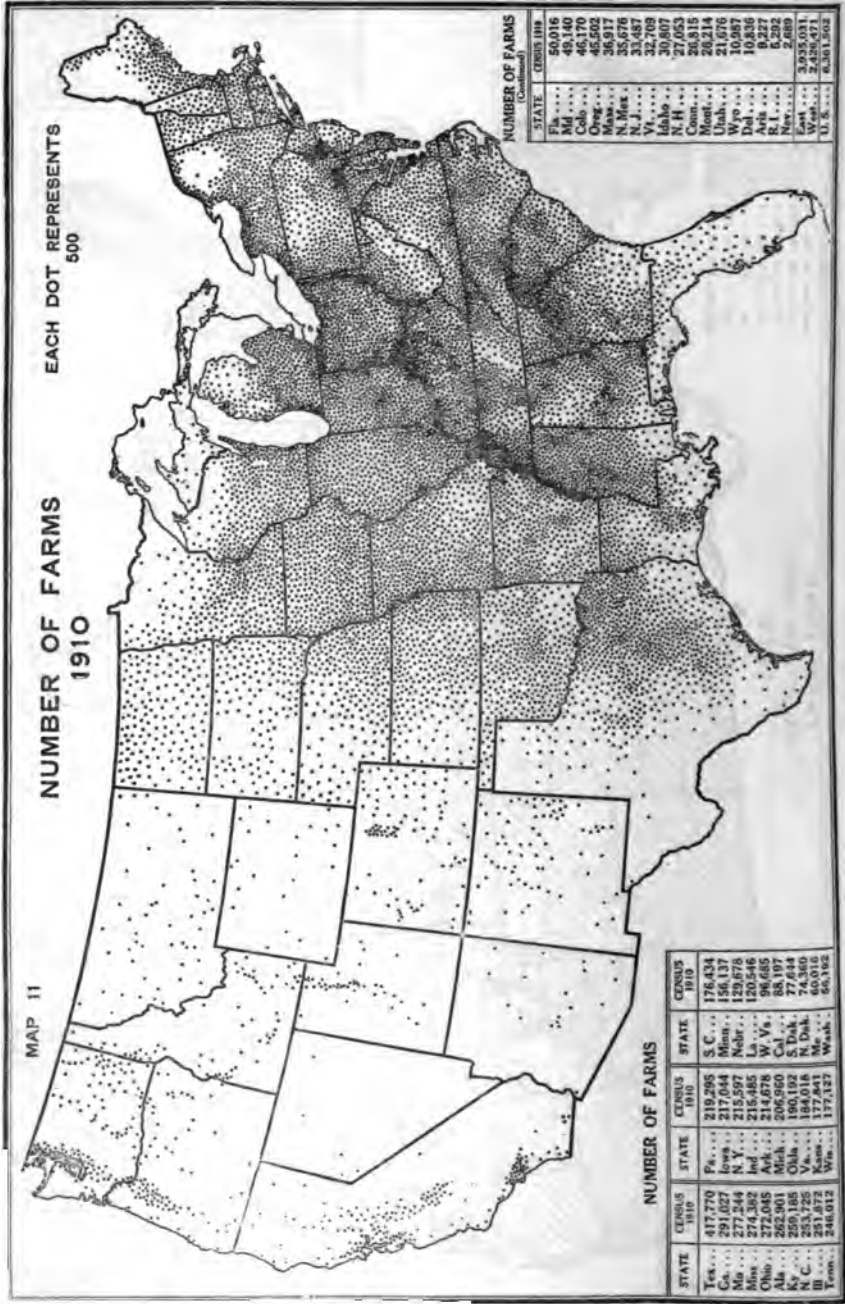 MAP 11
NUMBER OF FARMS
1910
EACH DOT REPRESENTS
500
NUMBER OF FARMS
STATE CENSUS 1910 STATE CENSUS 1910 STATE CENSUS 1910
Tex... 417,770 Pa... 219,295 S. C... 176,434
Ga... 291,027 Iowa... 217,044 Minn... 156,137
Mo... 277,244 N. Y... 215,597 Nebr... 129,678
Miss... 274,382 Ind... 215,485 La... 120,546
Ohio... 272,045 Ark... 214,678 W. Va... 96,685
Ala... 262,901 Mich... 206,960 Cal... 88,197
Ky... 259,185 Okla... 190,192 S. Dak... 77,644
N C... 253,725 Va... 184,018 N. Dak... 74,360
Ill... 251,872 Kans... 177,841 Me... 60,016
Tenn... 246,012 Wis... 177,127 Wash... 56,192
NUMBER OF FARMS
(Continued)
STATE CENSUS 1910
Fla.... 50,016
Md.... 49,140
Colo.... 46,170
Oreg.... 45,502
Mass.... 36,917
N. Mex 35,676
N. J.... 33,487
Vt.... 32,709
Idaho... 30,807
N. H... 27,053
Conn... 26,815
Mont... 26,214
Utah... 21,676
Wyo... 10,987
Del.... 10,836
Ariz... 9,227
R. I... 5,292
Nev... 2,689
East... 3,935,031
West... 2,426,471
U. S... 6,361,502